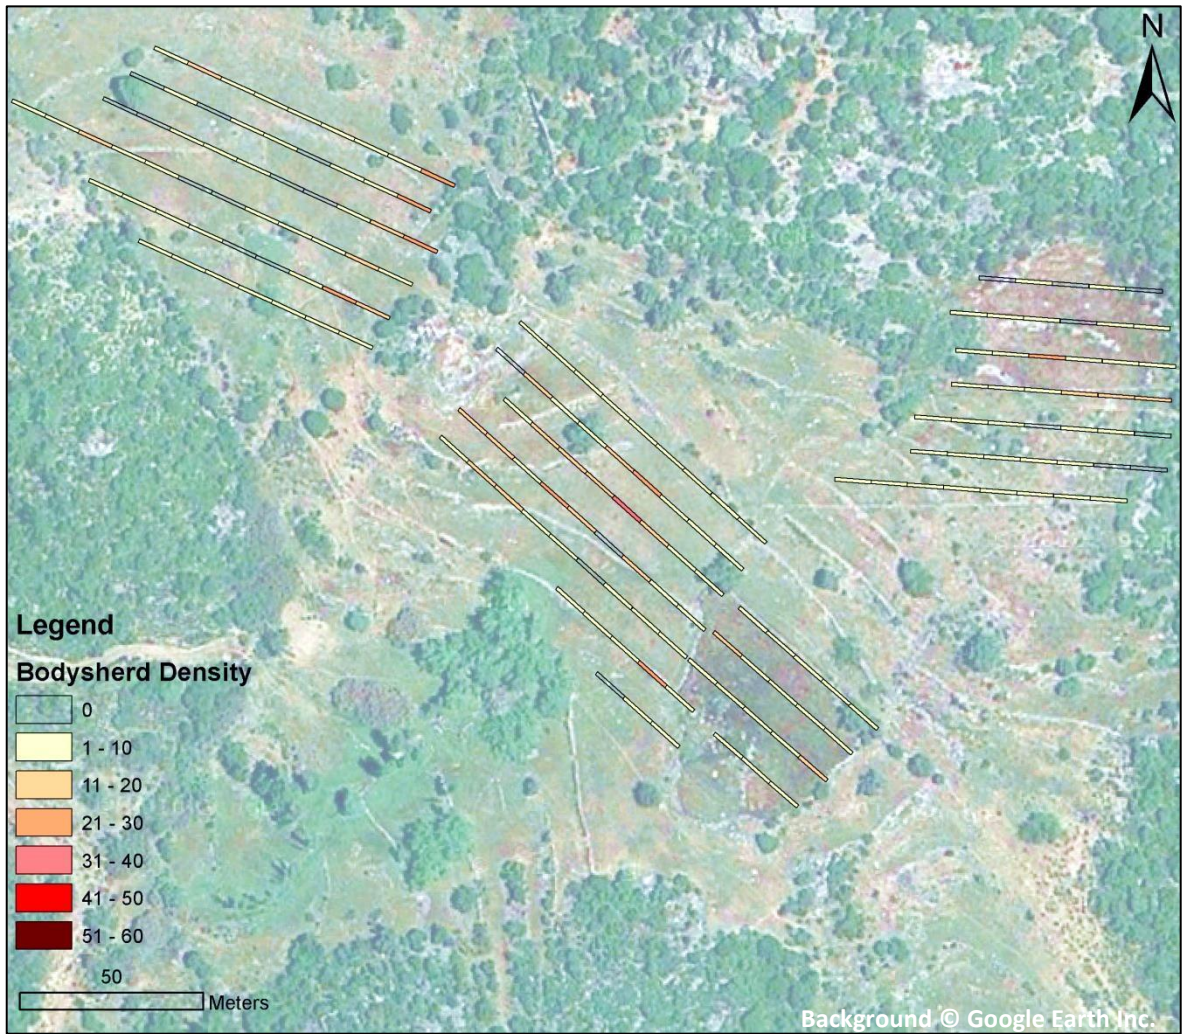 N
Legend
Bodysherd Density
0
1 - 10
11 - 20
21 - 30
31 - 40
41 - 50
51 - 60
50
Meters
Background © Google Earth Inc.